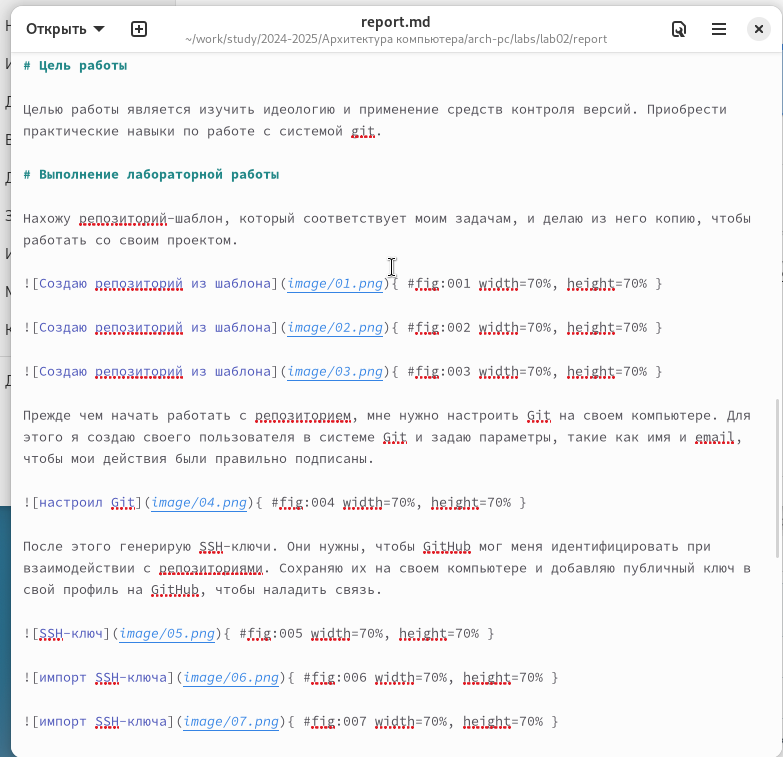 Открыть
report.md
~/work/study/2024-2025/Архитектура компьютера/arch-pc/labs/lab02/report
# Цель работы
Целью работы является изучить идеологию и применение средств контроля версий. Приобрести
практические навыки по работе с системой git.
# Выполнение лабораторной работы
Нахожу репозиторий-шаблон, который соответствует моим задачам, и делаю из него копию, чтобы
работать со своим проектом.
![Создаю репозиторий из шаблона](image/01.png){ #fig:001 width=70%, height=70% }
![Создаю репозиторий из шаблона](image/02.png){ #fig:002 width=70%, height=70% }
![Создаю репозиторий из шаблона](image/03.png){ #fig:003 width=70%, height=70% }
Прежде чем начать работать с репозиторием, мне нужно настроить Git на своем компьютере. Для
этого я создаю своего пользователя в системе Git и задаю параметры, такие как имя и email,
чтобы мои действия были правильно подписаны.
![настроил Git](image/04.png){ #fig:004 width=70%, height=70% }
После этого генерирую SSH-ключи. Они нужны, чтобы GitHub мог меня идентифицировать при
взаимодействии с репозиториями. Сохраняю их на своем компьютере и добавляю публичный ключ в
свой профиль на GitHub, чтобы наладить связь.
![SSH-ключ](image/05.png){ #fig:005 width=70%, height=70% }
![импорт SSH-ключа](image/06.png){ #fig:006 width=70%, height=70% }
![импорт SSH-ключа](image/07.png){ #fig:007 width=70%, height=70% }